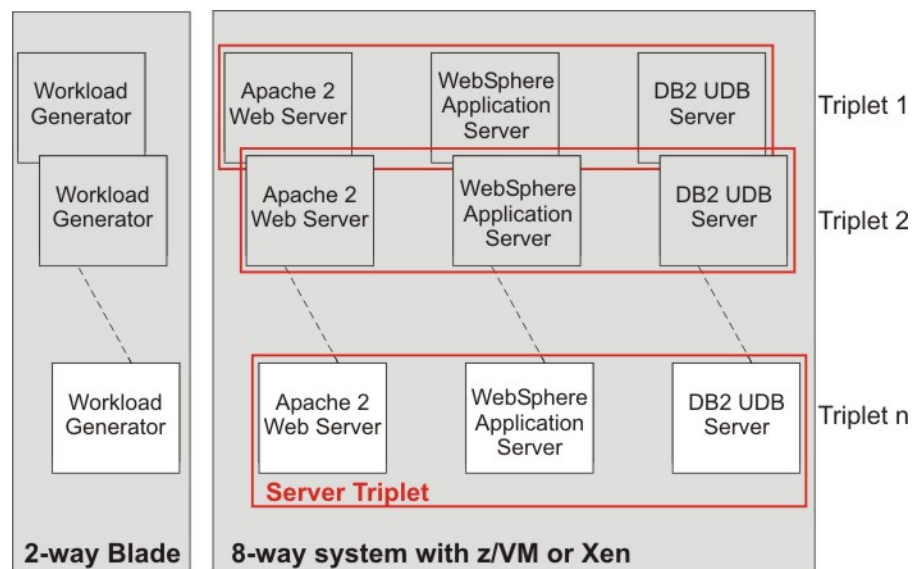 Workload
Generator
Apache 2
Web Server
WebSphere
Application
Server
DB2 UDB
Server
Triplet 1
Workload
Generator
Apache 2
Web Server
WebSphere
Application
Server
DB2 UDB
Server
Triplet 2
Workload
Generator
Apache 2
Web Server
WebSphere
Application
Server
DB2 UDB
Server
Triplet n
Server Triplet
2-way Blade
8-way system with z/VM or Xen